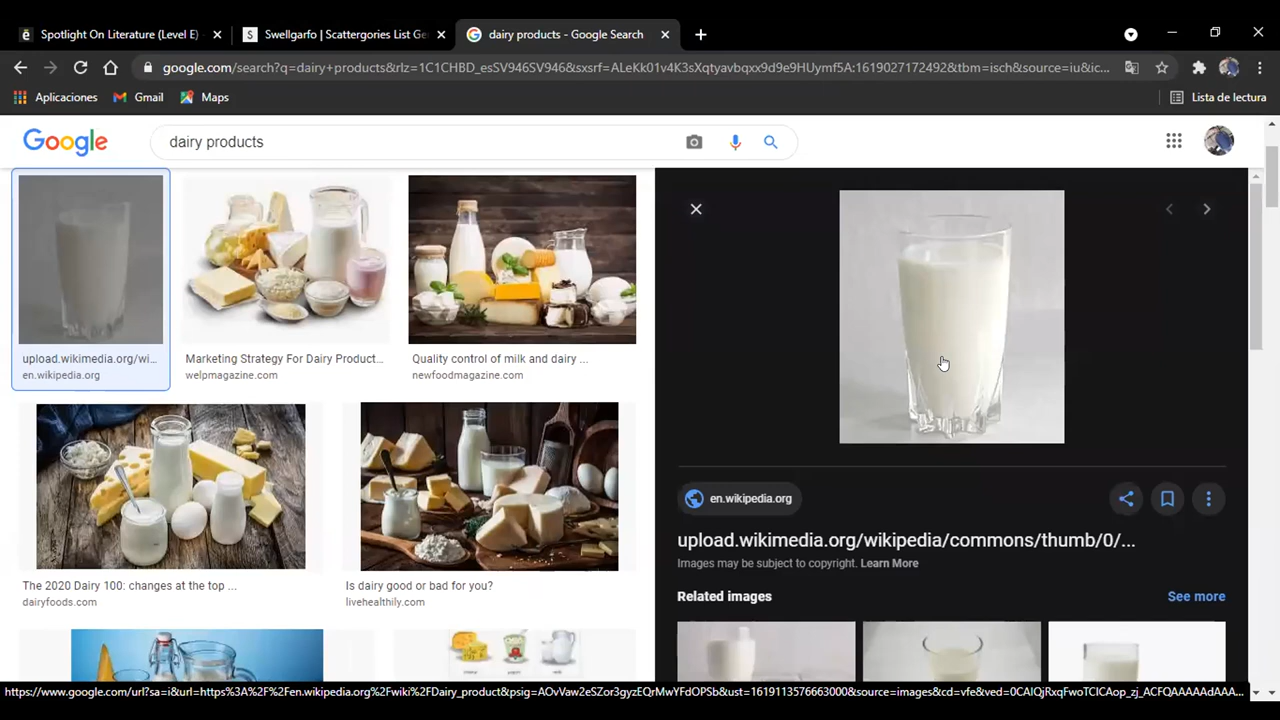 Spotlight On Literature (Level E)
Swellgarfo | Scattergories List Ge
dairy products - Google Search
google.com/search?q=dairy+products&rlz=1C1CHBD_esSV946SV946&sxsrf=ALeKk01v4K3sXqtyavbqxx9d9e9HUymf5A:1619027172492&tbm=isch&source=iu&ic...
Aplicaciones
Gmail
Maps
Lista de lectura
Google
dairy products
upload.wikimedia.org/wi...
en.wikipedia.org
Marketing Strategy For Dairy Product...
welpmagazine.com
Quality control of milk and dairy ...
newfoodmagazine.com
The 2020 Dairy 100: changes at the top ...
dairyfoods.com
Is dairy good or bad for you?
livehealthily.com
en.wikipedia.org
upload.wikimedia.org/wikipedia/commons/thumb/0/...
Images may be subject to copyright. Learn More
Related images
See more
https://www.google.com/url?sa=i&url=https%3A%2F%2Fen.wikipedia.org%2Fwiki%2FDairy_product&psig=AOvVaw2eSZor3gyzEQrMwYFdOPSb&ust=1619113576663000&source=images&cd=vfe&ved=0CAIQjRxqFwoTCICAop_zj_ACFQAAAAAdAAA...